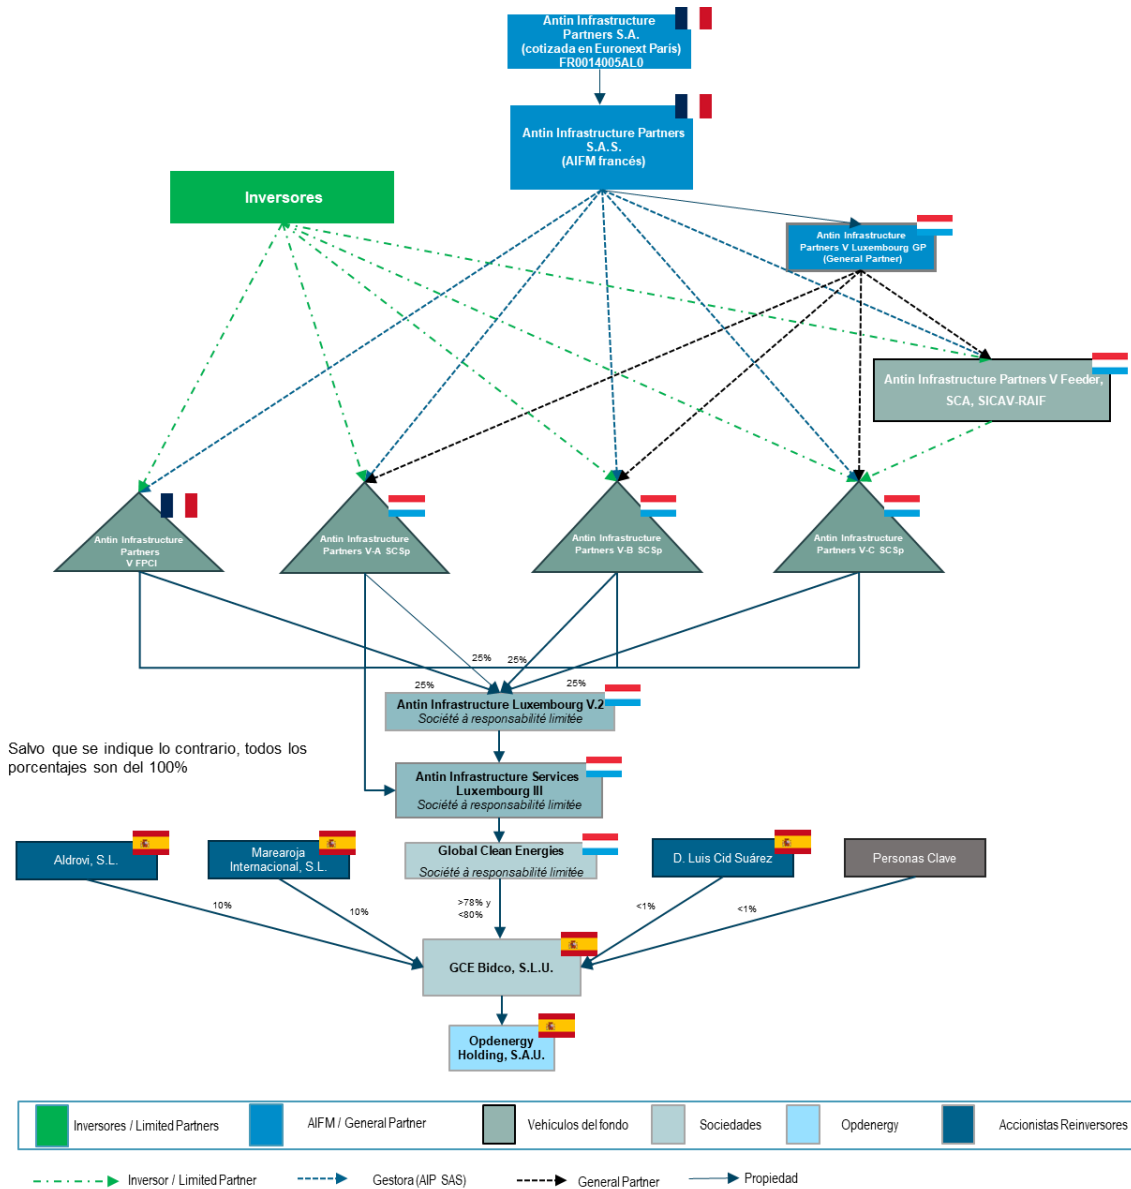 Antin Infrastructure
Partners S.A.
(cotizada en Euronext París)
FR0014005AL0
Antin Infrastructure Partners
S.A.S.
(AIFM francés)
Inversores
Antin Infrastructure
Partners V Luxembourg GP
(General Partner)
Antin Infrastructure Partners V Feeder,
SCA, SICAV-RAIF
Antin Infrastructure
Partners
V FPCI
Antin Infrastructure
Partners V-A SCSp
Antin Infrastructure
Partners V-B SCSp
Antin Infrastructure
Partners V-C SCSp
25%
25%
25%
25%
Antin Infrastructure Luxembourg V.2
Société à responsabilité limitée
Salvo que se indique lo contrario, todos los
porcentajes son del 100%
Antin Infrastructure Services
Luxembourg III
Société à responsabilité limitée
Aldrovi, S.L.
Marearoja
Internacional, S.L.
Global Clean Energies
Société à responsabilité limitée
D. Luis Cid Suárez
Personas Clave
10%
10%
>78% y
<80%
<1%
<1%
GCE Bidco, S.L.U.
Opdenergy
Holding, S.A.U.
Inversores / Limited Partners
AIFM / General Partner
Vehículos del fondo
Sociedades
Opdenergy
Accionistas Reinversores
Inversor / Limited Partner
Gestora (AIP SAS)
General Partner
Propiedad